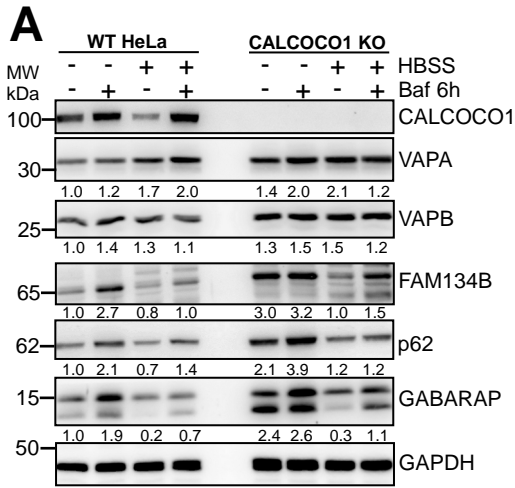 A
WT HeLa CALCOCO1 KO
MW - - + + - - + + HBSS
kDa - + - + - + - + Baf 6h
100 CALCOCO1
VAPA
30
1.0 1.2 1.7 2.0 1.4 2.0 2.1 1.2
VAPB
25
1.0 1.4 1.3 1.1 1.3 1.5 1.5 1.2
FAM134B
65
1.0 2.7 0.8 1.0 3.0 3.2 1.0 1.5
62 p62
1.0 2.1 0.7 1.4 2.1 3.9 1.2 1.2
15 GABARAP
1.0 1.9 0.2 0.7 2.4 2.6 0.3 1.1
50
GAPDH